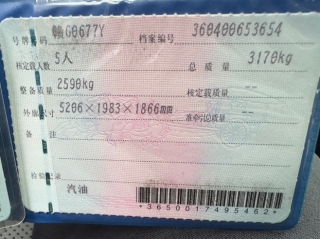 号牌号码 赣G0677Y 档案编号 360400653654
核定载人数 5人 总质量 3170kg
整备质量 2590kg 核定载质量 --
外廓尺寸 5206×1983×1866mm 准牵引总质量 --
备注
检验记录
汽油
*3650017495462*